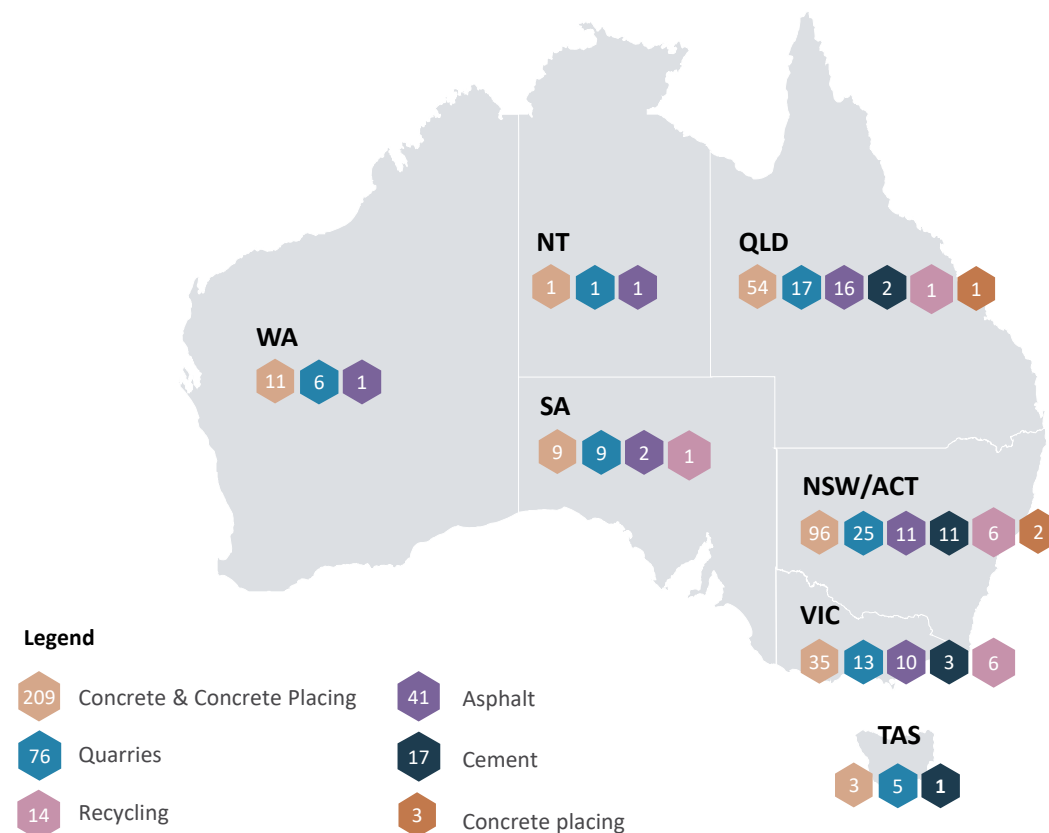 NT
1 1 1
QLD
54 17 16 2 1 1
WA
11 6 1
SA
9 9 2 1
NSW/ACT
96 25 11 11 6 2
VIC
35 13 10 3 6
Legend
209 Concrete & Concrete Placing
41 Asphalt
76 Quarries
17 Cement
14 Recycling
3 Concrete placing
TAS
3 5 1